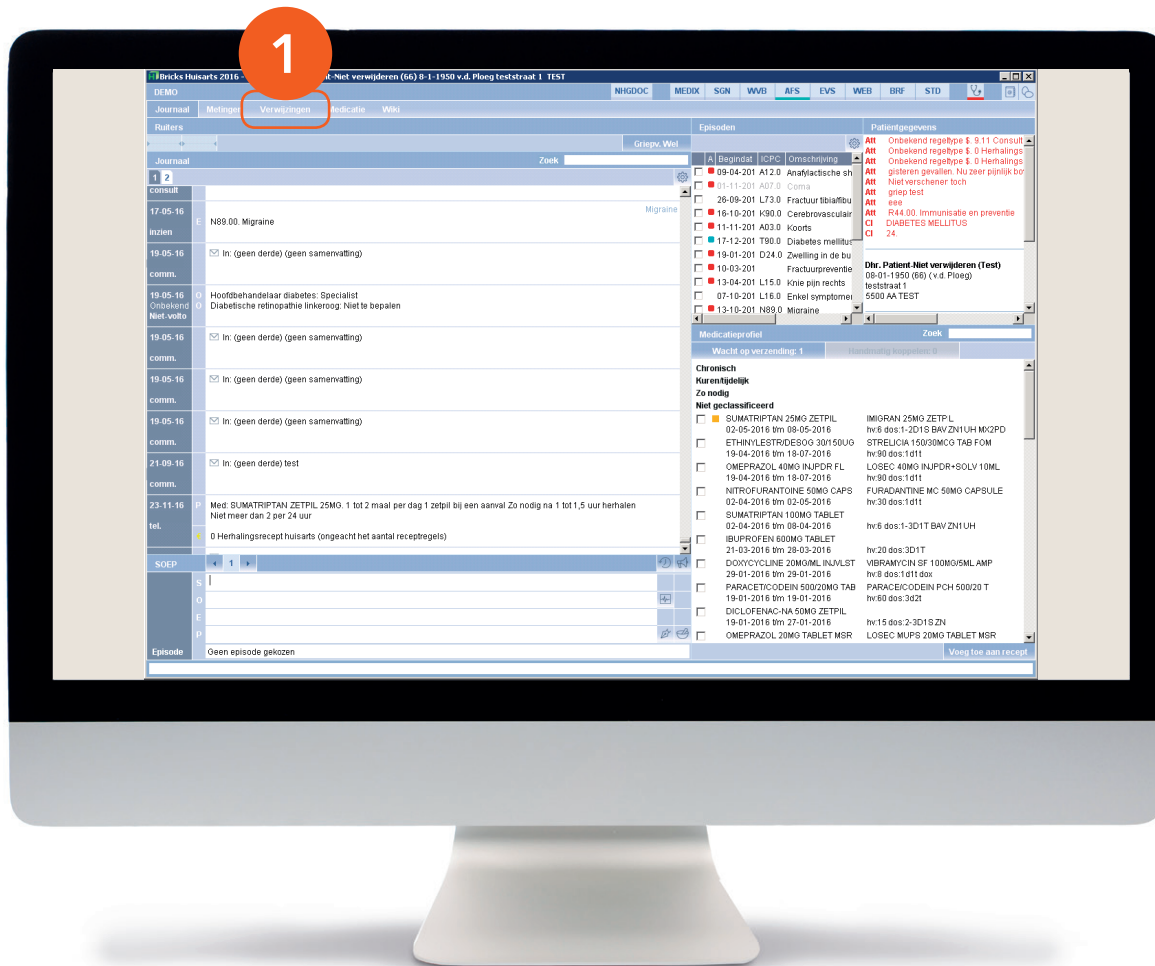 1
Bricks Huisarts 2016 - nt-Niet verwijderen (66) 8-1-1950 v.d. Ploeg teststraat 1 TEST
DEMO NHGDOC MEDIX SGN WVB AFS EVS WEB BRF STD
Journaal Metingen Verwijzingen Medicatie Wiki
Ruiters
Griepv. Wel
Journaal Zoek
1 2
consult
17-05-16 Migraine
E N89.00. Migraine
inzien
19-05-16 In: (geen derde) (geen samenvatting)
comm.
19-05-16 O Hoofdbehandelaar diabetes: Specialist
Onbekend O Diabetische retinopathie linkeroog: Niet te bepalen
Niet-volto
19-05-16 In: (geen derde) (geen samenvatting)
comm.
19-05-16 In: (geen derde) (geen samenvatting)
comm.
19-05-16 In: (geen derde) (geen samenvatting)
comm.
21-09-16 In: (geen derde) test
comm.
23-11-16 P Med: SUMATRIPTAN ZETPIL 25MG. 1 tot 2 maal per dag 1 zetpil bij een aanval Zo nodig na 1 tot 1,5 uur herhalen
Niet meer dan 2 per 24 uur
tel.
0 Herhalingsrecept huisarts (ongeacht het aantal receptregels)
SOEP 1
S
O
E
P
Episode Geen episode gekozen
Episoden
A Begindat ICPC Omschrijving
09-04-201 A12.0 Anafylactische sh
01-11-201 A07.0 Coma
26-09-201 L73.0 Fractuur tibia/fibu
16-10-201 K90.0 Cerebrovasculair
11-11-201 A03.0 Koorts
17-12-201 T90.0 Diabetes mellitus
19-01-201 D24.0 Zwelling in de bu
10-03-201 Fractuurpreventie
13-04-201 L15.0 Knie pijn rechts
07-10-201 L16.0 Enkel symptomen
13-10-201 N89.0 Migraine
Patiëntgegevens
Att Onbekend regeltype $. 9.11 Consult
Att Onbekend regeltype $. 0 Herhalings
Att Onbekend regeltype $. 0 Herhalings
Att gisteren gevallen. Nu zeer pijnlijk bo
Att Niet verschener toch
Att griep test
Att eee
Att R44.00. Immunisatie en preventie
CI DIABETES MELLITUS
CI 24.
Dhr. Patient-Niet verwijderen (Test)
08-01-1950 (66) ( v.d. Ploeg)
teststraat 1
5500 AA TEST
Medicatieprofiel Zoek
Wacht op verzending: 1 Handmatig koppelen: 0
Chronisch
Kuren/tijdelijk
Zo nodig
Niet geclassificeerd
SUMATRIPTAN 25MG ZETPIL IMIGRAN 25MG ZETPIL
02-05-2016 t/m 08-05-2016 hv:6 dos:1-2D1S BAV ZN1UH MX2PD
ETHINYLESTR/DESOG 30/150UG STRELICIA 150/30MCG TAB FOM
19-04-2016 t/m 18-07-2016 hv:90 dos:1d1t
OMEPRAZOL 40MG INJPDR FL LOSEC 40MG INJPDR+SOLV 10ML
19-04-2016 t/m 18-07-2016 hv:90 dos:1d1t
NITROFURANTOINE 50MG CAPS FURADANTINE MC 50MG CAPSULE
02-04-2016 t/m 02-05-2016 hv:30 dos:1d1t
SUMATRIPTAN 100MG TABLET
02-04-2016 t/m 08-04-2016 hv:6 dos:1-3D1T BAV ZN1UH
IBUPROFEN 600MG TABLET
21-03-2016 t/m 28-03-2016 hv:20 dos:3D1T
DOXYCYCLINE 20MG/ML INJVLST VIBRAMYCIN SF 100MG/5ML AMP
29-01-2016 t/m 29-01-2016 hv:8 dos:1d1t dox
PARACET/CODEIN 500/20MG TAB PARACE/CODEIN PCH 500/20 T
19-01-2016 t/m 19-01-2016 hv:60 dos:3d2t
DICLOFENAC-NA 50MG ZETPIL
19-01-2016 t/m 27-01-2016 hv:15 dos:2-3D1S ZN
OMEPRAZOL 20MG TABLET MSR LOSEC MUPS 20MG TABLET MSR
Voeg toe aan recept